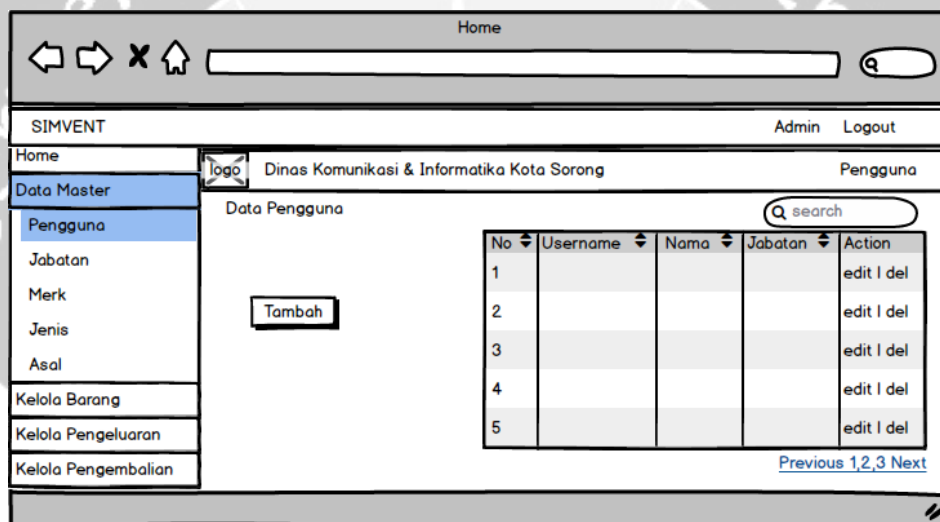 Home
SIMVENT Admin Logout
Home
Data Master
Pengguna
Jabatan
Merk
Jenis
Asal
Kelola Barang
Kelola Pengeluaran
Kelola Pengembalian
logo Dinas Komunikasi & Informatika Kota Sorong Pengguna
Data Pengguna
search
Tambah
No Username Nama Jabatan Action
1 edit | del
2 edit | del
3 edit | del
4 edit | del
5 edit | del
Previous 1,2,3 Next